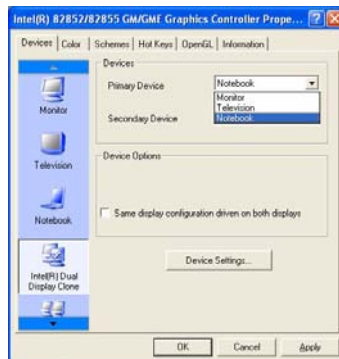 Intel(R) 82852/82855 GM/GME Graphics Controller Prope...
Devices
Color
Schemes
Hot Keys
OpenGL
Information
Monitor
Television
Notebook
Intel(R) Dual
Display Clone
Devices
Primary Device
Notebook
Monitor
Television
Notebook
Secondary Device
Device Options
Same display configuration driven on both displays
Device Settings...
OK
Cancel
Apply